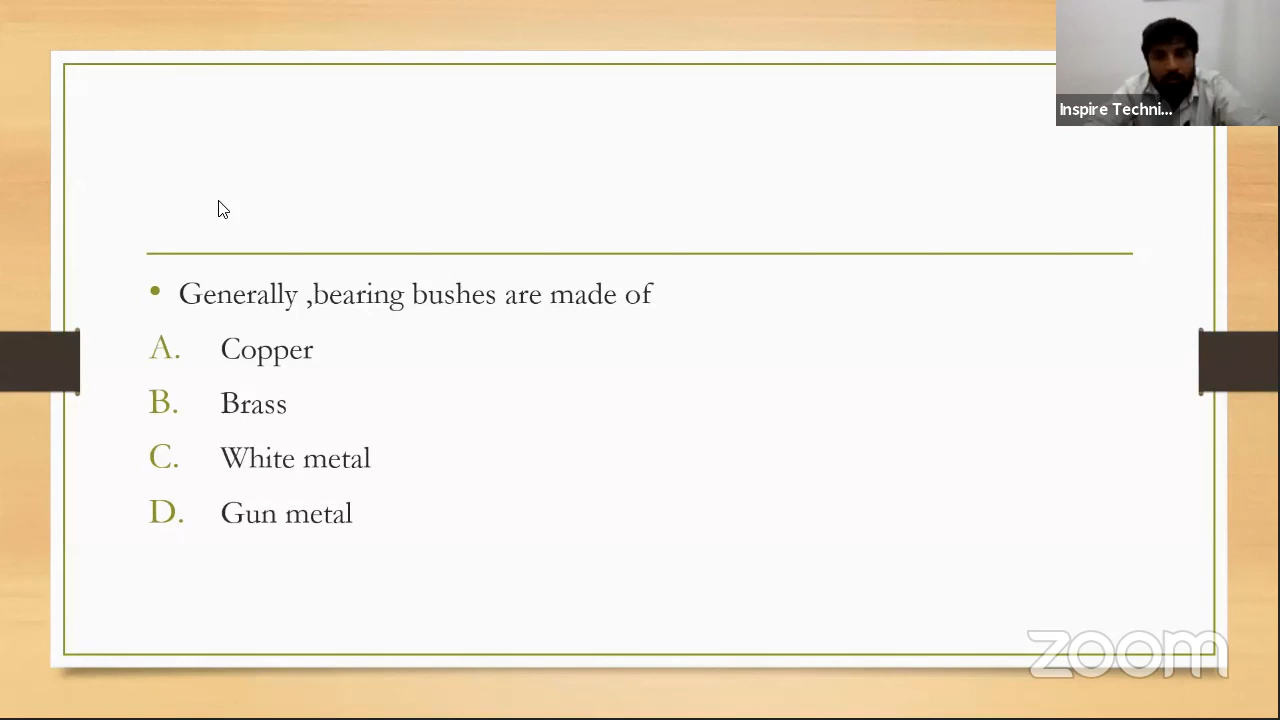 Inspire Techni...
Generally ,bearing bushes are made of
A. Copper
B. Brass
C. White metal
D. Gun metal
zoom